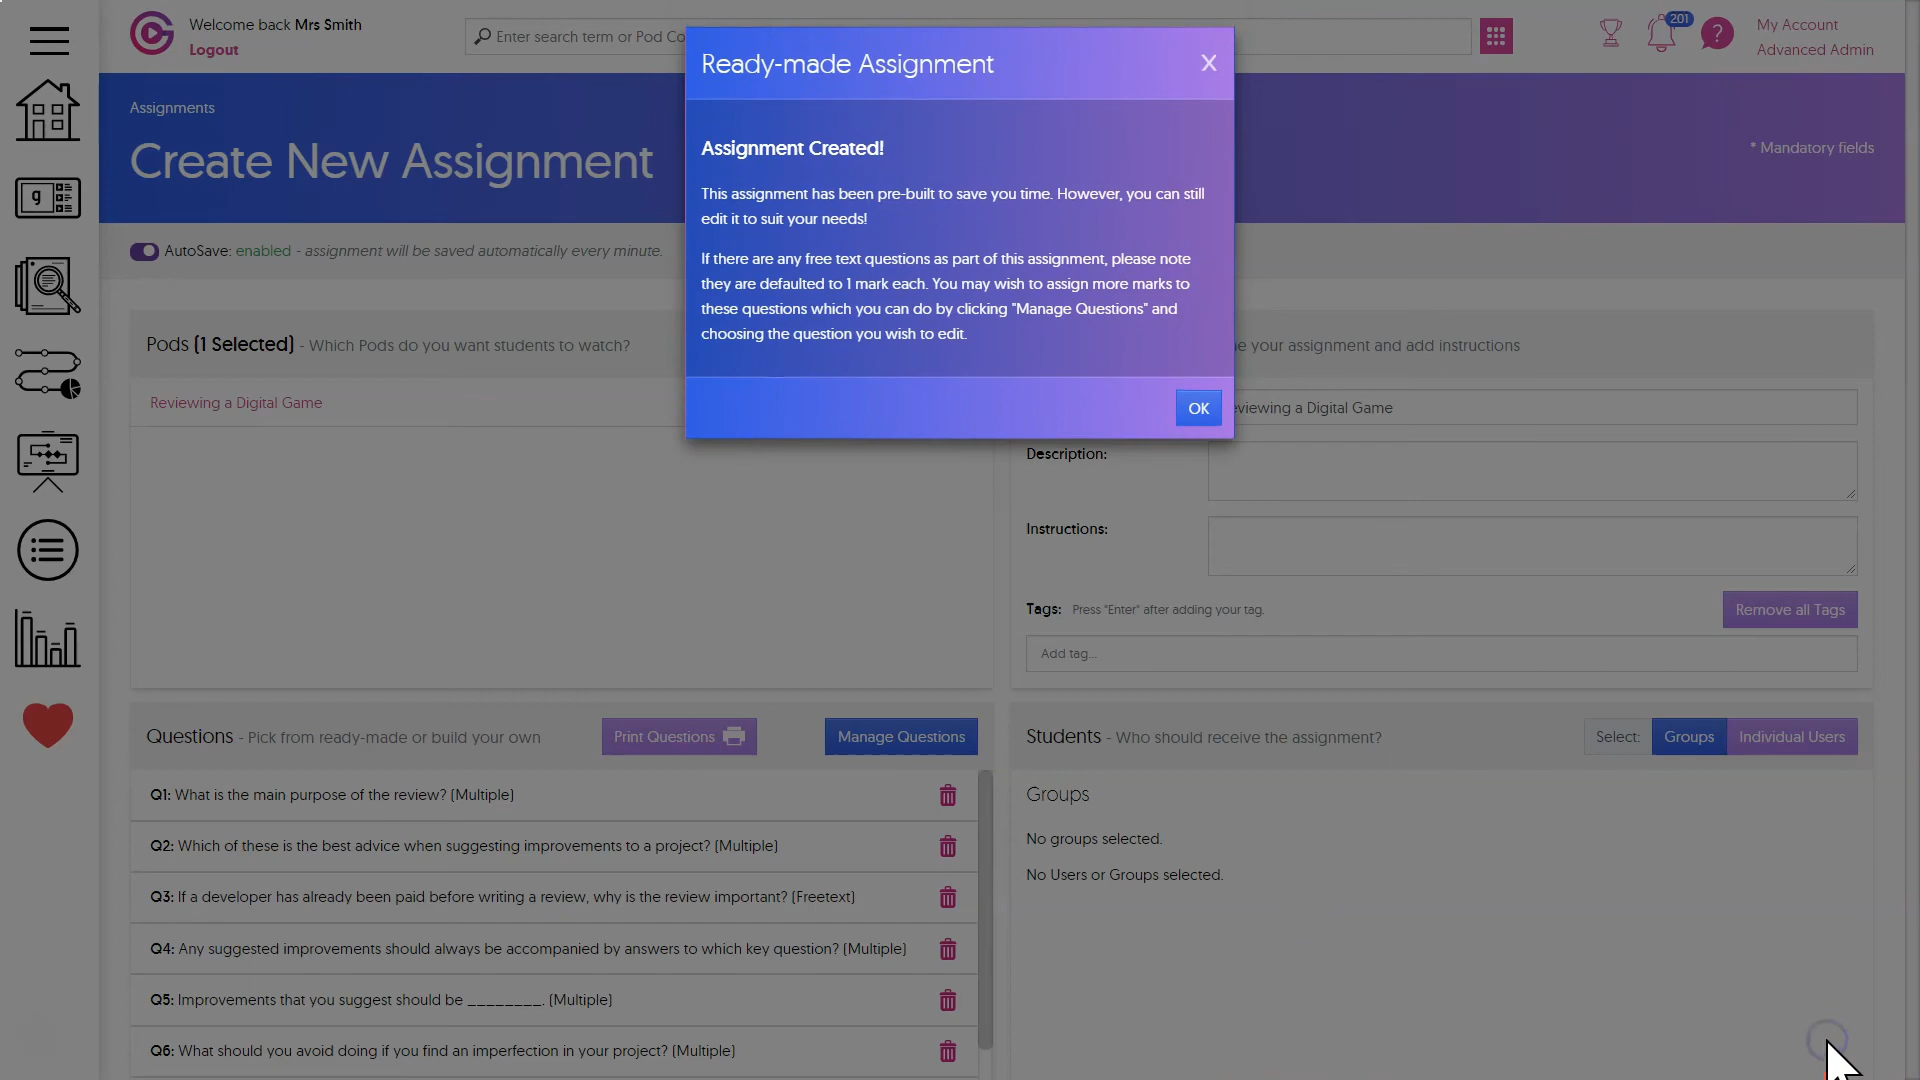 Welcome back Mrs Smith
Logout
Enter search term or Pod Co
201
?
My Account
Advanced Admin
Ready-made Assignment
X
Assignments
Create New Assignment
* Mandatory fields
Assignment Created!
This assignment has been pre-built to save you time. However, you can still
edit it to suit your needs!
If there are any free text questions as part of this assignment, please note
they are defaulted to 1 mark each. You may wish to assign more marks to
these questions which you can do by clicking "Manage Questions" and
choosing the question you wish to edit.
OK
AutoSave: enabled - assignment will be saved automatically every minute.
Pods (1 Selected) - Which Pods do you want students to watch?
your assignment and add instructions
Reviewing a Digital Game
viewing a Digital Game
Description:
Instructions:
Tags: Press "Enter" after adding your tag.
Remove all Tags
Add tag...
Questions - Pick from ready-made or build your own
Print Questions
Manage Questions
Q1: What is the main purpose of the review? (Multiple)
Q2: Which of these is the best advice when suggesting improvements to a project? (Multiple)
Q3: If a developer has already been paid before writing a review, why is the review important? (Freetext)
Q4: Any suggested improvements should always be accompanied by answers to which key question? (Multiple)
Q5: Improvements that you suggest should be ________. (Multiple)
Q6: What should you avoid doing if you find an imperfection in your project? (Multiple)
Students - Who should receive the assignment?
Select:
Groups
Individual Users
Groups
No groups selected.
No Users or Groups selected.
g